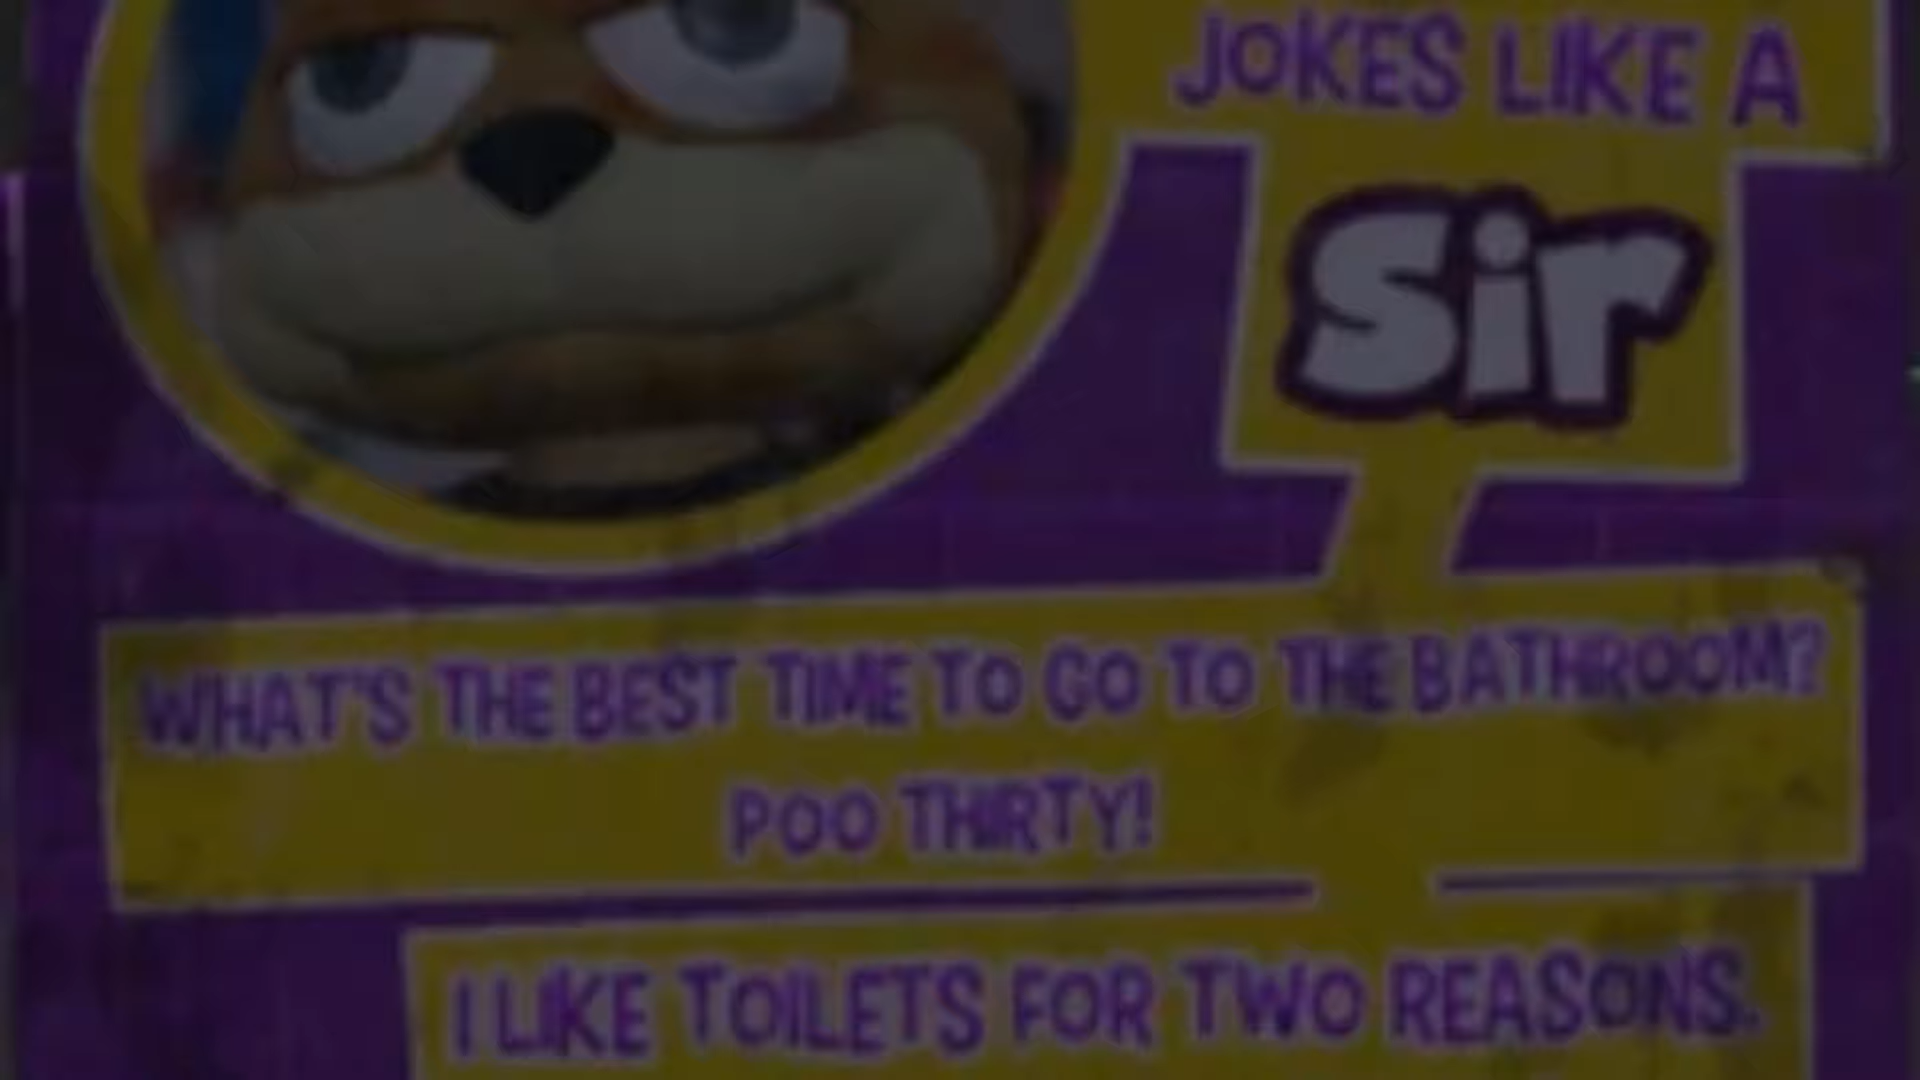 JOKES LIKE A
Sir
WHAT'S THE BEST TIME TO GO TO THE BATHROOM?
POO THIRTY!
I LIKE TOILETS FOR TWO REASONS.